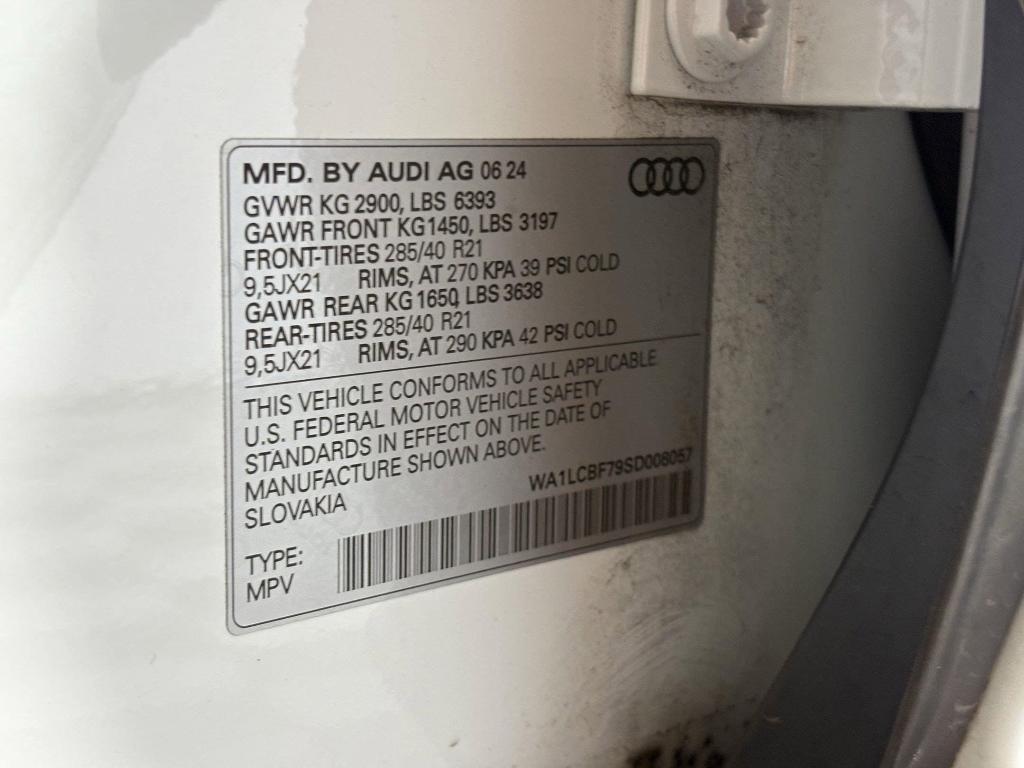 MFD. BY AUDI AG 06 24
GVWR KG 2900, LBS 6393
GAWR FRONT KG1450, LBS 3197
FRONT-TIRES 285/40 R21
9,5JX21 RIMS, AT 270 KPA 39 PSI COLD
GAWR REAR KG 1650, LBS 3638
REAR-TIRES 285/40 R21
9,5JX21 RIMS, AT 290 KPA 42 PSI COLD
THIS VEHICLE CONFORMS TO ALL APPLICABLE
U.S. FEDERAL MOTOR VEHICLE SAFETY
STANDARDS IN EFFECT ON THE DATE OF
MANUFACTURE SHOWN ABOVE.
SLOVAKIA
WA1LCBF79SD008057
TYPE:
MPV